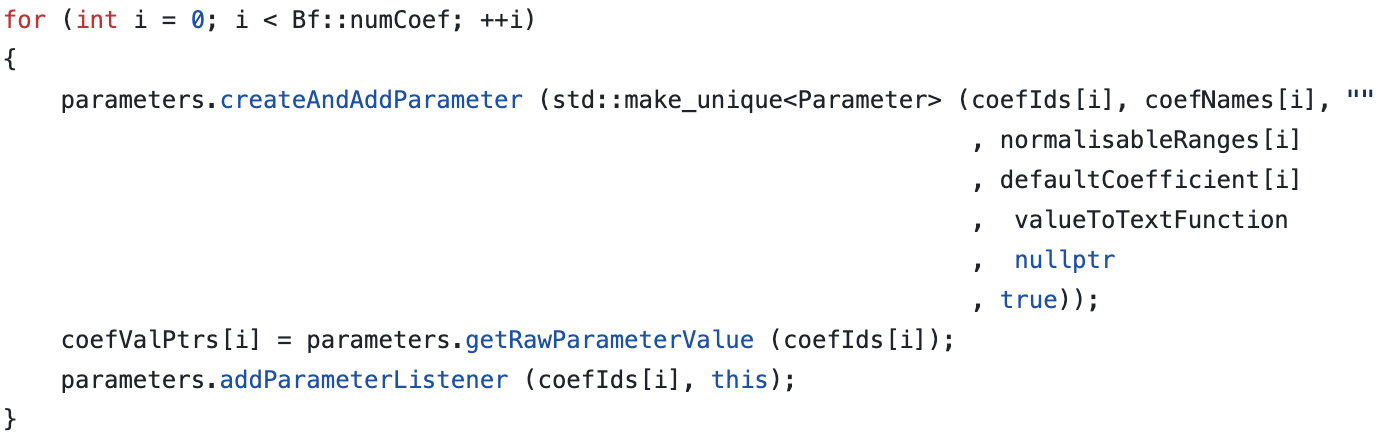 for (int i = 0; i < Bf::numCoef; ++i)
{
    parameters.createAndAddParameter (std::make_unique<Parameter> (coefIds[i], coefNames[i], ""
                                                                   , normalisableRanges[i]
                                                                   , defaultCoefficient[i]
                                                                   ,  valueToTextFunction
                                                                   ,  nullptr
                                                                   , true));
    coefValPtrs[i] = parameters.getRawParameterValue (coefIds[i]);
    parameters.addParameterListener (coefIds[i], this);
}